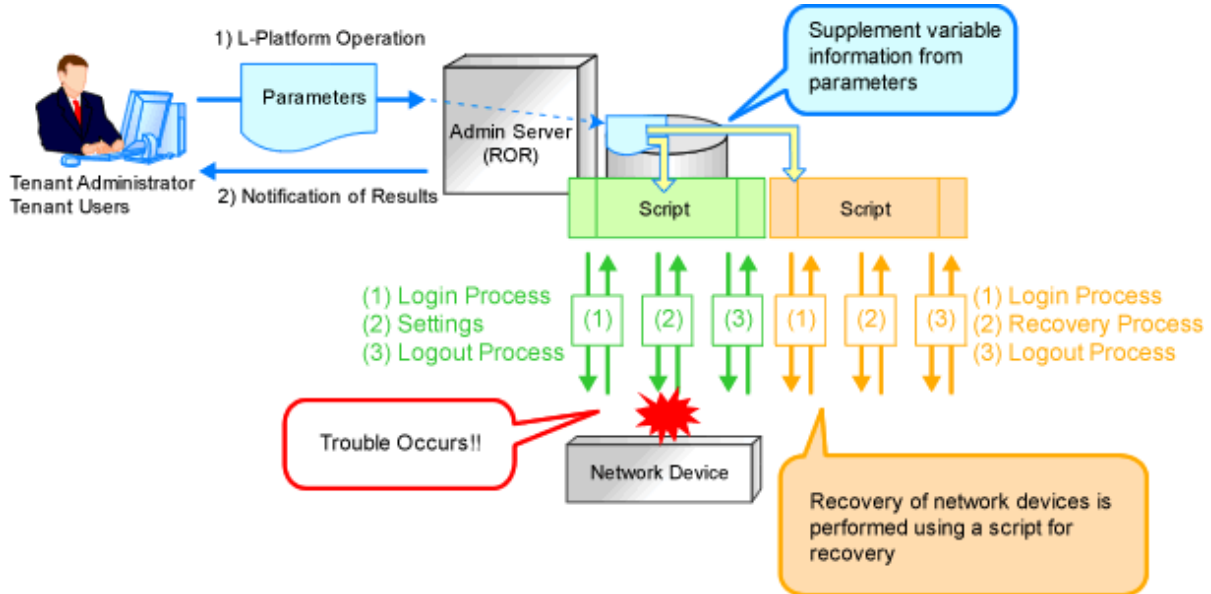 1) L-Platform Operation
Parameters
Supplement variable
information from
parameters
Admin Server
(ROR)
Tenant Administrator
Tenant Users
2) Notification of Results
Script
Script
(1) Login Process
(2) Settings
(3) Logout Process
(1)
(2)
(3)
(1)
(2)
(3)
(1) Login Process
(2) Recovery Process
(3) Logout Process
Trouble Occurs!!
Network Device
Recovery of network devices is
performed using a script for
recovery